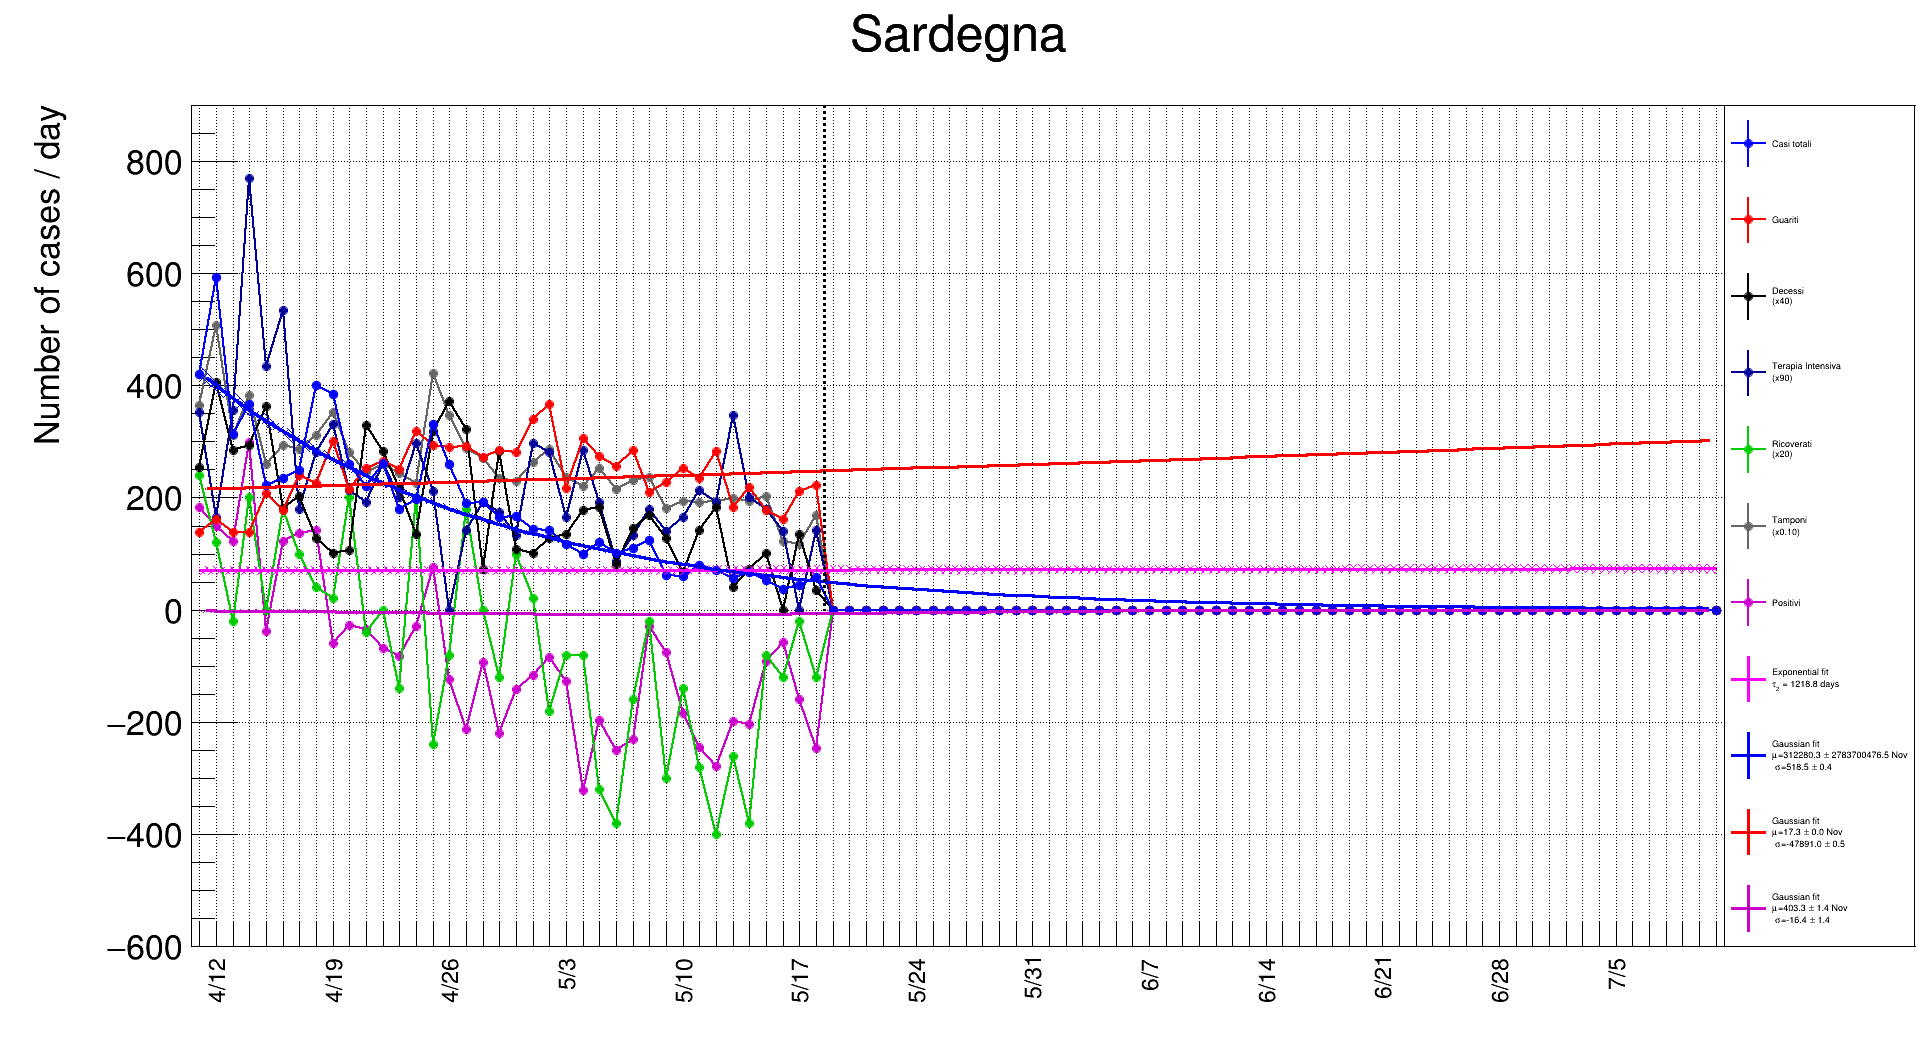 Sardegna
Number of cases / day
800
600
400
200
0
−200
−400
−600
4/12
4/19
4/26
5/3
5/10
5/17
5/24
5/31
6/7
6/14
6/21
6/28
7/5
Casi totali
Guariti
Decessi
(x40)
Terapia Intensiva
(x90)
Ricoverati
(x20)
Tamponi
(x0.10)
Positivi
Exponential fit
τ₂ = 1218.8 days
Gaussian fit
μ=312280.3 ± 2783700476.5 Nov
σ=518.5 ± 0.4
Gaussian fit
μ=17.3 ± 0.0 Nov
σ=-47891.0 ± 0.5
Gaussian fit
μ=403.3 ± 1.4 Nov
σ=-16.4 ± 1.4